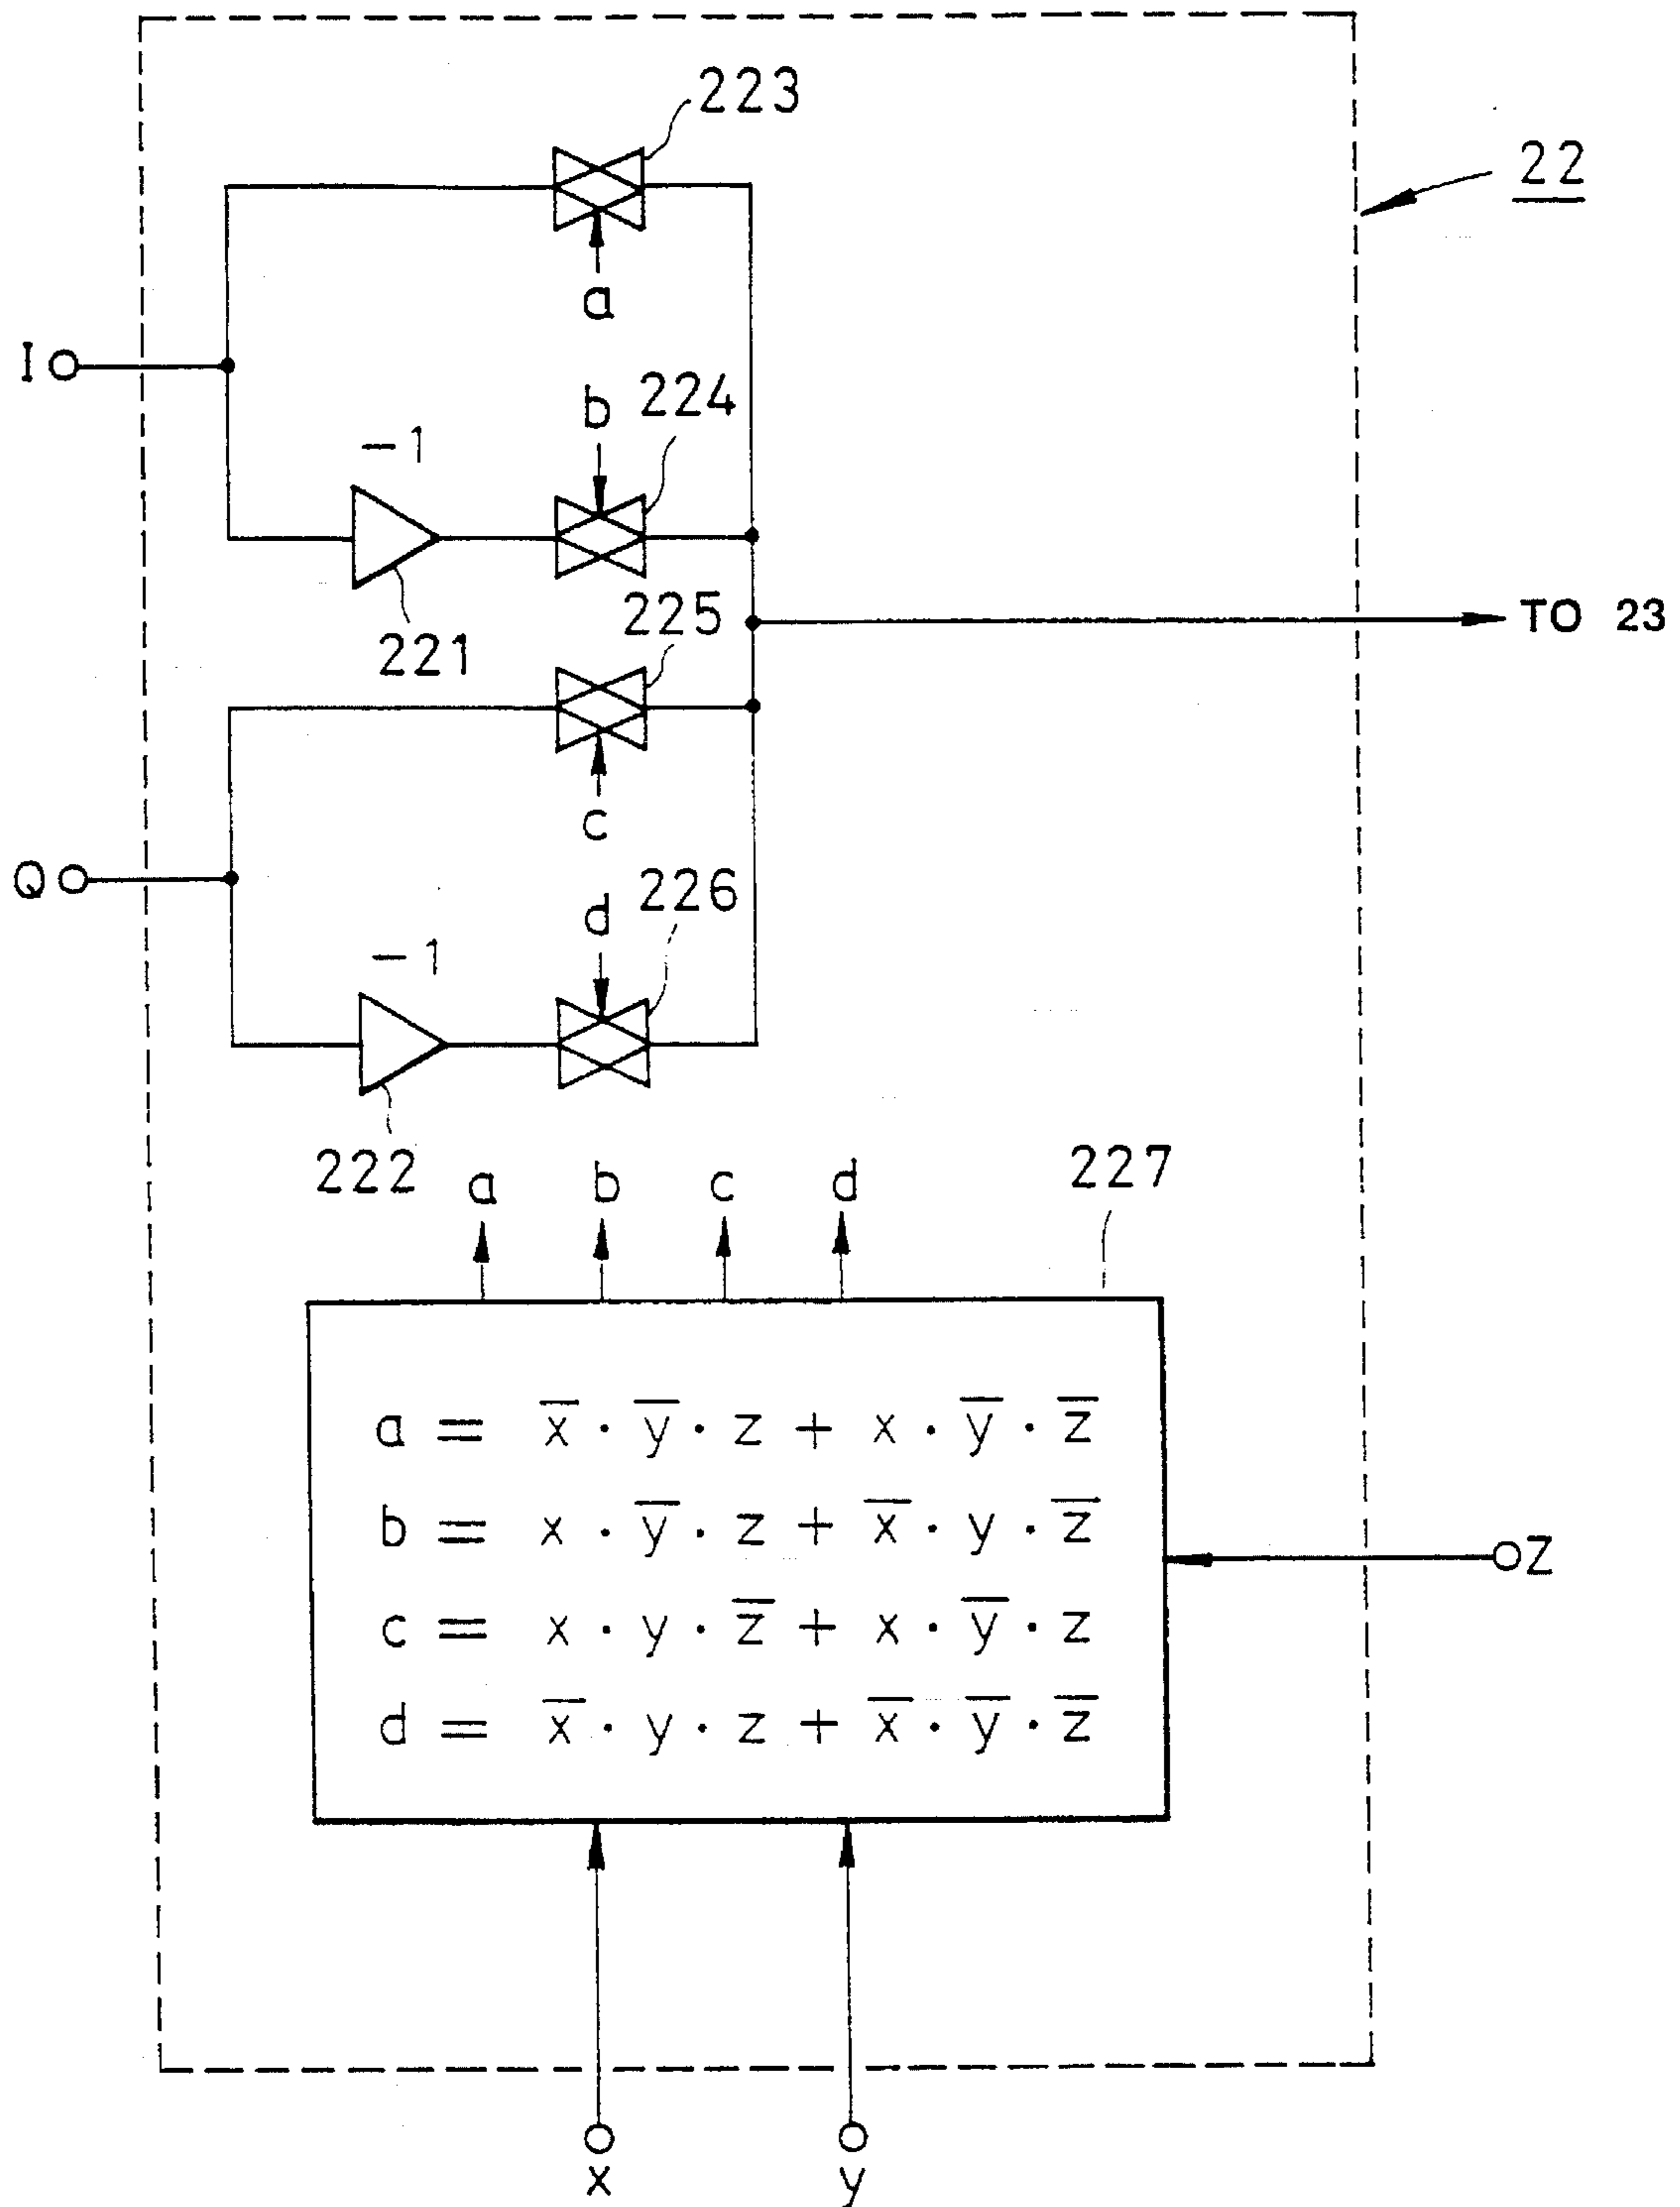 223
22
a
I
b 224
-1
225
TO 23
221
c
Q
d 226
-1
222
a b c d
227
a = x̅ · y̅ · z + x · y̅ · z̅
b = x · y̅ · z + x̅ · y · z̅
c = x · y · z̅ + x · y̅ · z
d = x̅ · y · z + x̅ · y̅ · z̅
Z
x y